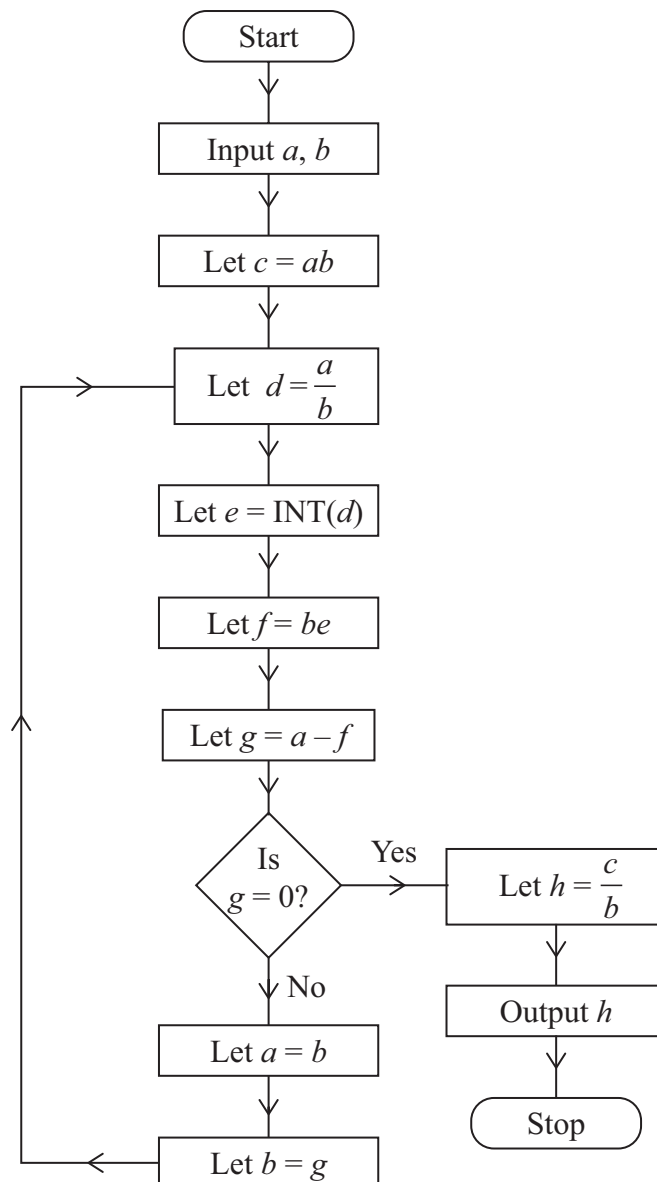 Start
Input a, b
Let c = ab
Let d = a/b
Let e = INT(d)
Let f = be
Let g = a – f
Is
g = 0?
Yes
Let h = c/b
Output h
Stop
No
Let a = b
Let b = g